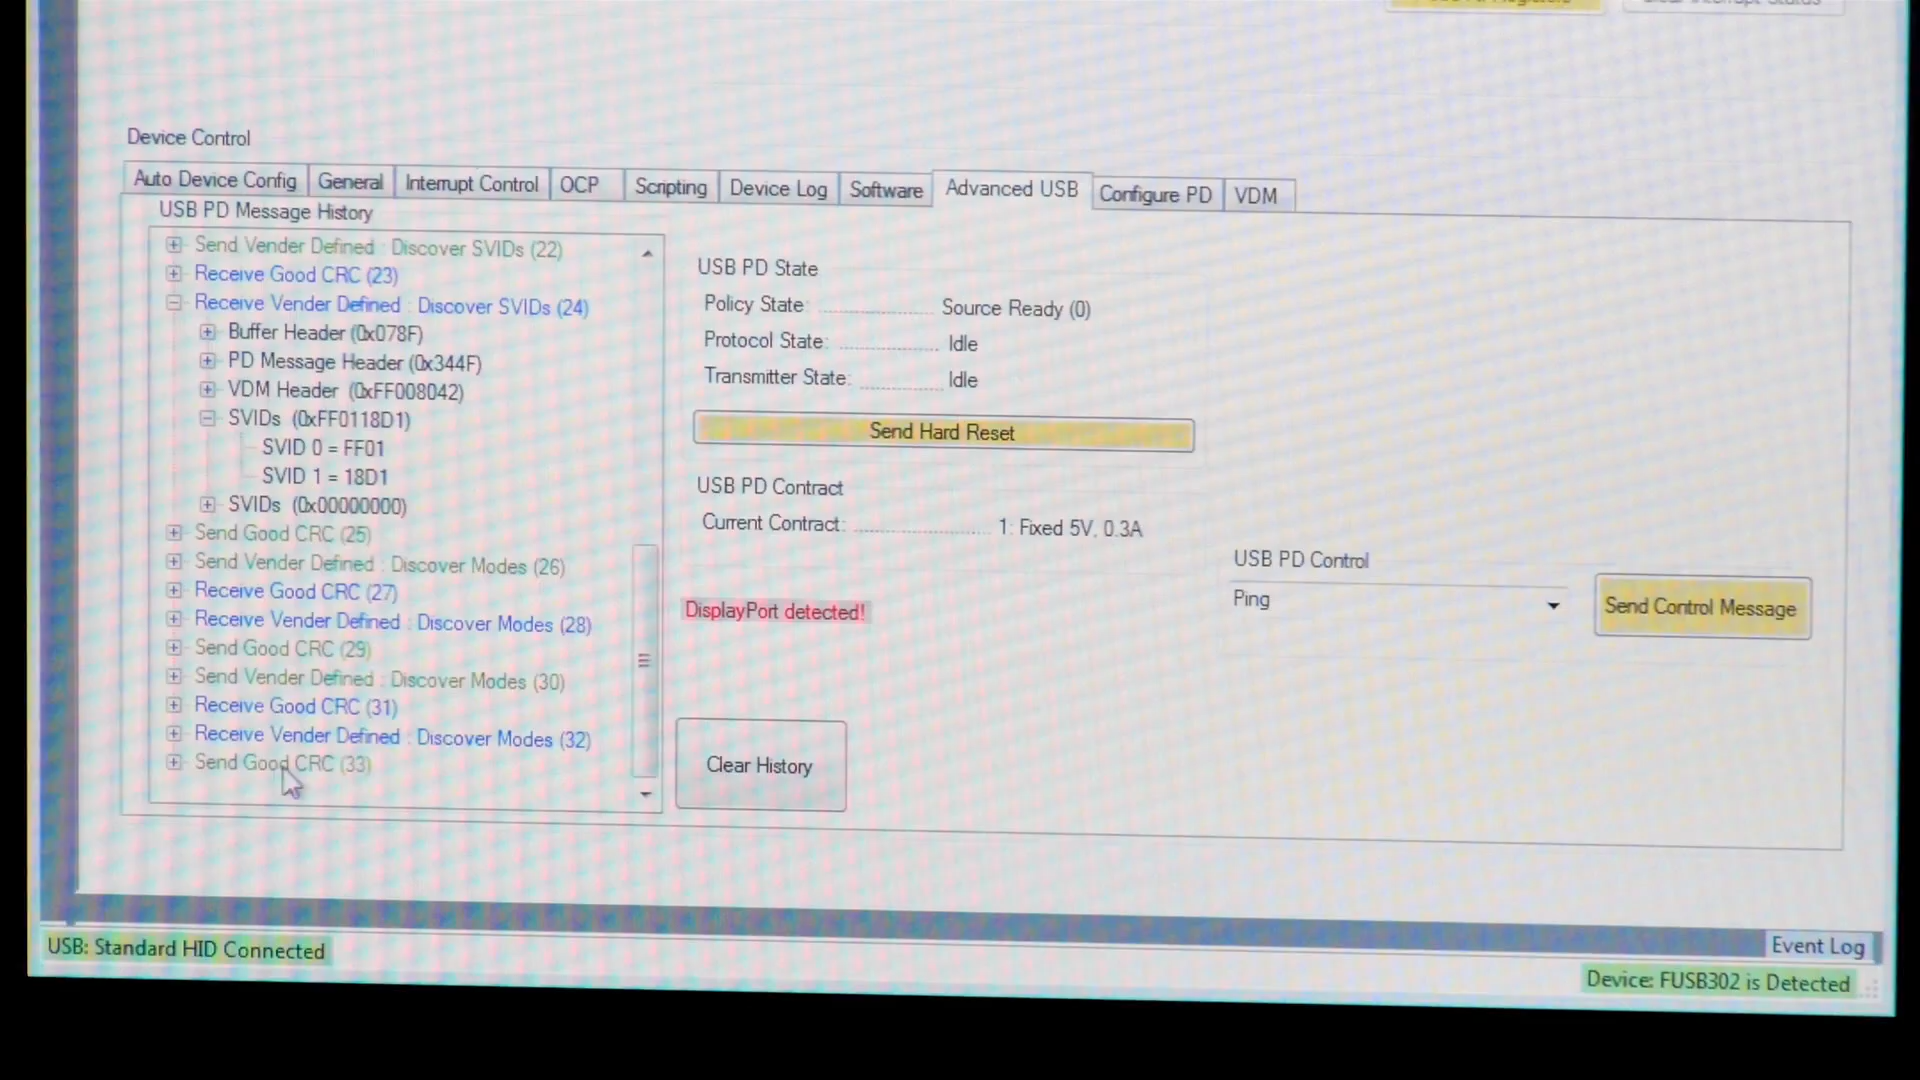 Clear Interrupt Status
Device Control
Auto Device Config
General
Interrupt Control
OCP
Scripting
Device Log
Software
Advanced USB
Configure PD
VDM
USB PD Message History
Send Vender Defined : Discover SVIDs (22)
Receive Good CRC (23)
Receive Vender Defined : Discover SVIDs (24)
Buffer Header (0x078F)
PD Message Header (0x344F)
VDM Header (0xFF008042)
SVIDs (0xFF0118D1)
SVID 0 = FF01
SVID 1 = 18D1
SVIDs (0x00000000)
Send Good CRC (25)
Send Vender Defined : Discover Modes (26)
Receive Good CRC (27)
Receive Vender Defined : Discover Modes (28)
Send Good CRC (29)
Send Vender Defined : Discover Modes (30)
Receive Good CRC (31)
Receive Vender Defined : Discover Modes (32)
Send Good CRC (33)
USB PD State
Policy State: Source Ready (0)
Protocol State: Idle
Transmitter State: Idle
Send Hard Reset
USB PD Contract
Current Contract: 1: Fixed 5V, 0.3A
DisplayPort detected!
Clear History
USB PD Control
Ping
Send Control Message
USB: Standard HID Connected
Event Log
Device: FUSB302 is Detected